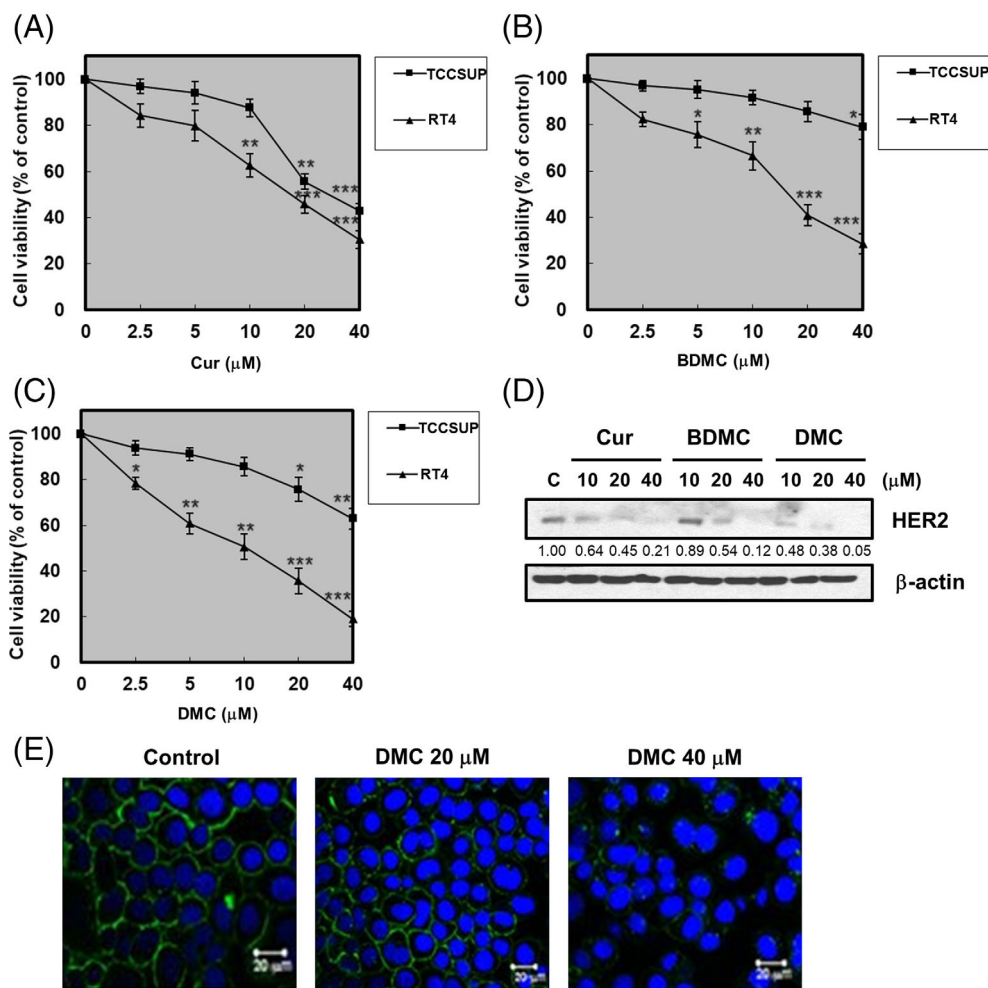 (A)
Cell viability (% of control)
100
80
60
40
20
0
0 2.5 5 10 20 40
Cur (μM)
TCCSUP
RT4
**
**
***
***
***
(B)
Cell viability (% of control)
100
80
60
40
20
0
0 2.5 5 10 20 40
BDMC (μM)
TCCSUP
RT4
*
*
**
***
***
(C)
Cell viability (% of control)
100
80
60
40
20
0
0 2.5 5 10 20 40
DMC (μM)
TCCSUP
RT4
*
*
**
**
**
***
***
(D)
Cur BDMC DMC
C 10 20 40 10 20 40 10 20 40 (μM)
HER2
1.00 0.64 0.45 0.21 0.89 0.54 0.12 0.48 0.38 0.05
β-actin
(E)
Control DMC 20 μM DMC 40 μM
20 μm
20 μm
20 μm